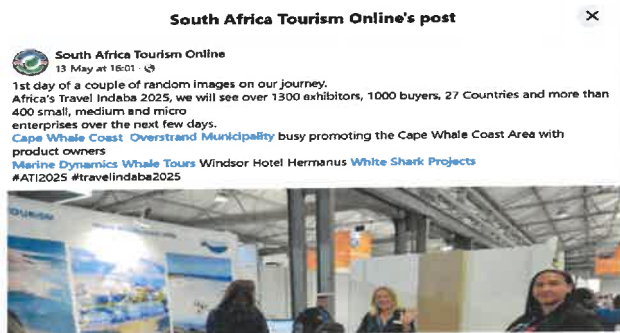 South Africa Tourism Online's post
South Africa Tourism Online
13 May at 16:01 ·
1st day of a couple of random images on our journey.
Africa's Travel Indaba 2025, we will see over 1300 exhibitors, 1000 buyers, 27 Countries and more than
400 small, medium and micro
enterprises over the next few days.
Cape Whale Coast Overstrand Municipality busy promoting the Cape Whale Coast Area with
product owners
Marine Dynamics Whale Tours Windsor Hotel Hermanus White Shark Projects
#ATI2025 #travelindaba2025